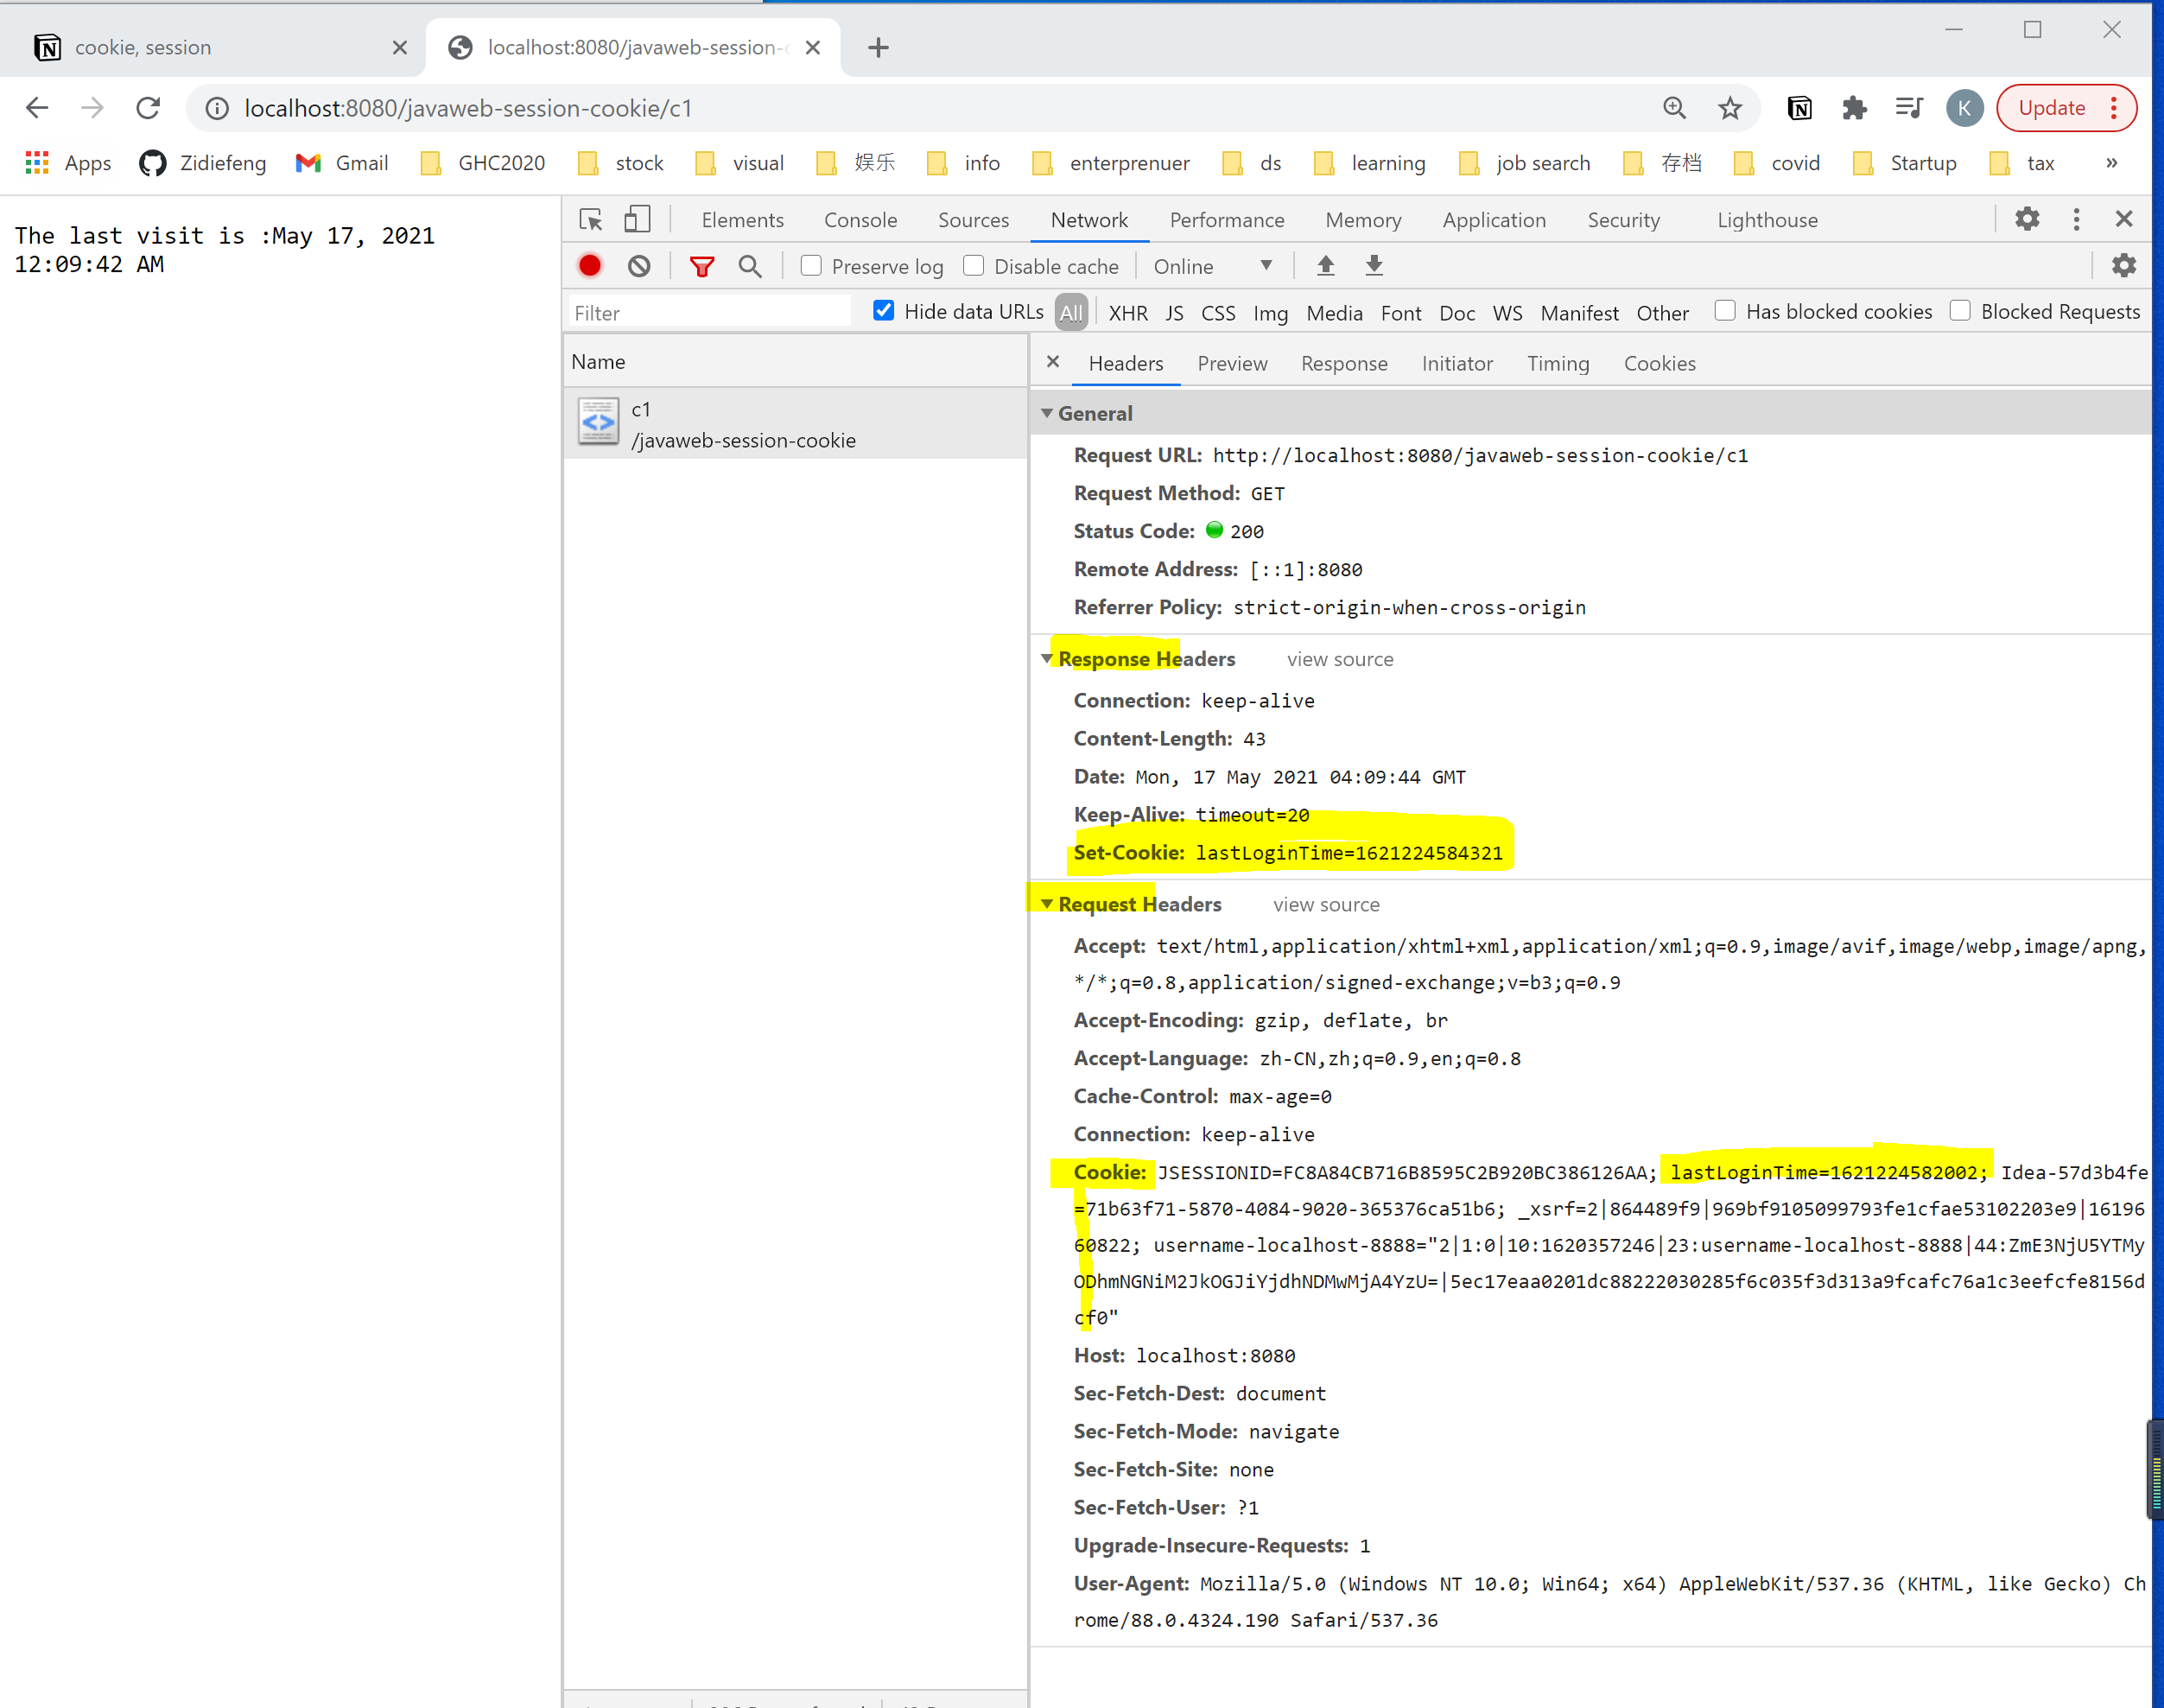 cookie, session
localhost:8080/javaweb-session-
localhost:8080/javaweb-session-cookie/c1
K
Update
Apps Zidiefeng Gmail GHC2020 stock visual 娱乐 info enterprenuer ds learning job search 存档 covid Startup tax »
The last visit is :May 17, 2021
12:09:42 AM
Elements Console Sources Network Performance Memory Application Security Lighthouse
Preserve log Disable cache Online
Filter Hide data URLs All XHR JS CSS Img Media Font Doc WS Manifest Other Has blocked cookies Blocked Requests
Name
c1
/javaweb-session-cookie
Headers Preview Response Initiator Timing Cookies
General
Request URL: http://localhost:8080/javaweb-session-cookie/c1
Request Method: GET
Status Code: 200
Remote Address: [::1]:8080
Referrer Policy: strict-origin-when-cross-origin
Response Headers view source
Connection: keep-alive
Content-Length: 43
Date: Mon, 17 May 2021 04:09:44 GMT
Keep-Alive: timeout=20
Set-Cookie: lastLoginTime=1621224584321
Request Headers view source
Accept: text/html,application/xhtml+xml,application/xml;q=0.9,image/avif,image/webp,image/apng,
*/*;q=0.8,application/signed-exchange;v=b3;q=0.9
Accept-Encoding: gzip, deflate, br
Accept-Language: zh-CN,zh;q=0.9,en;q=0.8
Cache-Control: max-age=0
Connection: keep-alive
Cookie: JSESSIONID=FC8A84CB716B8595C2B920BC386126AA; lastLoginTime=1621224582002; Idea-57d3b4fe
=71b63f71-5870-4084-9020-365376ca51b6; _xsrf=2|864489f9|969bf9105099793fe1cfae53102203e9|16196
60822; username-localhost-8888="2|1:0|10:1620357246|23:username-localhost-8888|44:ZmE3NjU5YTMy
ODhmNGNiM2JkOGJiYjdhNDMwMjA4YzU=|5ec17eaa0201dc88222030285f6c035f3d313a9fcafc76a1c3eefcfe8156d
cf0"
Host: localhost:8080
Sec-Fetch-Dest: document
Sec-Fetch-Mode: navigate
Sec-Fetch-Site: none
Sec-Fetch-User: ?1
Upgrade-Insecure-Requests: 1
User-Agent: Mozilla/5.0 (Windows NT 10.0; Win64; x64) AppleWebKit/537.36 (KHTML, like Gecko) Ch
rome/88.0.4324.190 Safari/537.36